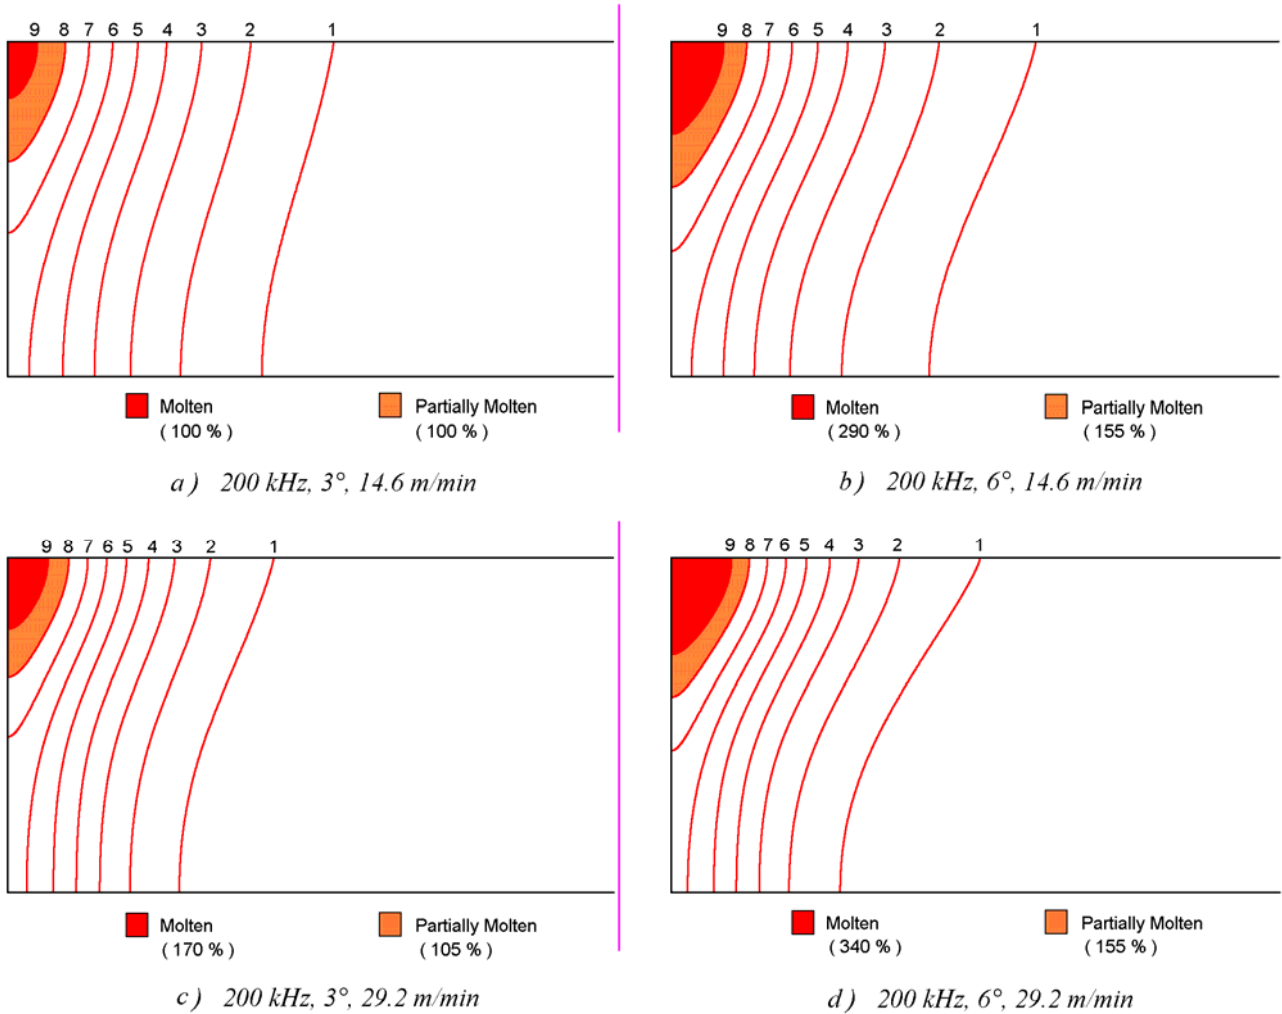 9 8 7 6 5 4 3 2 1
9 8 7 6 5 4 3 2 1
Molten
( 100 % )
Partially Molten
( 100 % )
Molten
( 290 % )
Partially Molten
( 155 % )
a )   200 kHz, 3°, 14.6 m/min
b )   200 kHz, 6°, 14.6 m/min
9 8 7 6 5 4 3 2 1
9 8 7 6 5 4 3 2 1
Molten
( 170 % )
Partially Molten
( 105 % )
Molten
( 340 % )
Partially Molten
( 155 % )
c )   200 kHz, 3°, 29.2 m/min
d )   200 kHz, 6°, 29.2 m/min